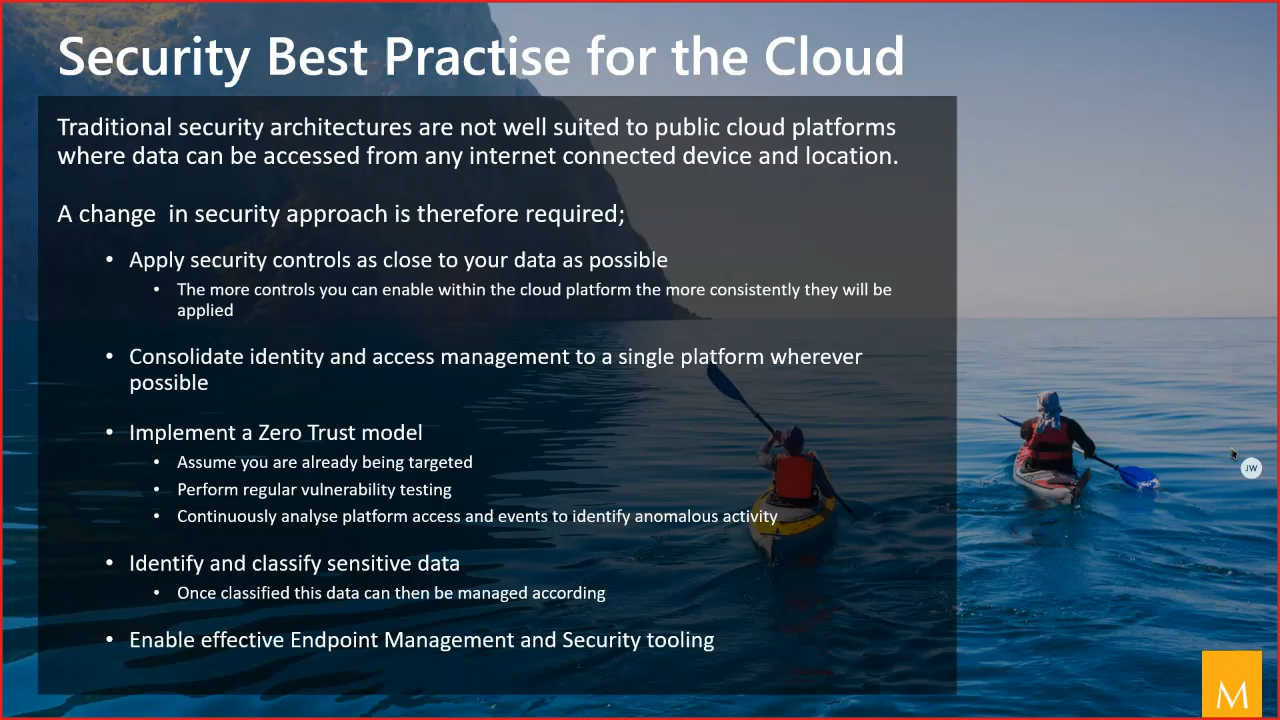 Security Best Practise for the Cloud
Traditional security architectures are not well suited to public cloud platforms
where data can be accessed from any internet connected device and location.
A change  in security approach is therefore required;
• Apply security controls as close to your data as possible
• The more controls you can enable within the cloud platform the more consistently they will be
applied
• Consolidate identity and access management to a single platform wherever
possible
• Implement a Zero Trust model
• Assume you are already being targeted
• Perform regular vulnerability testing
• Continuously analyse platform access and events to identify anomalous activity
• Identify and classify sensitive data
• Once classified this data can then be managed according
• Enable effective Endpoint Management and Security tooling
JW
M